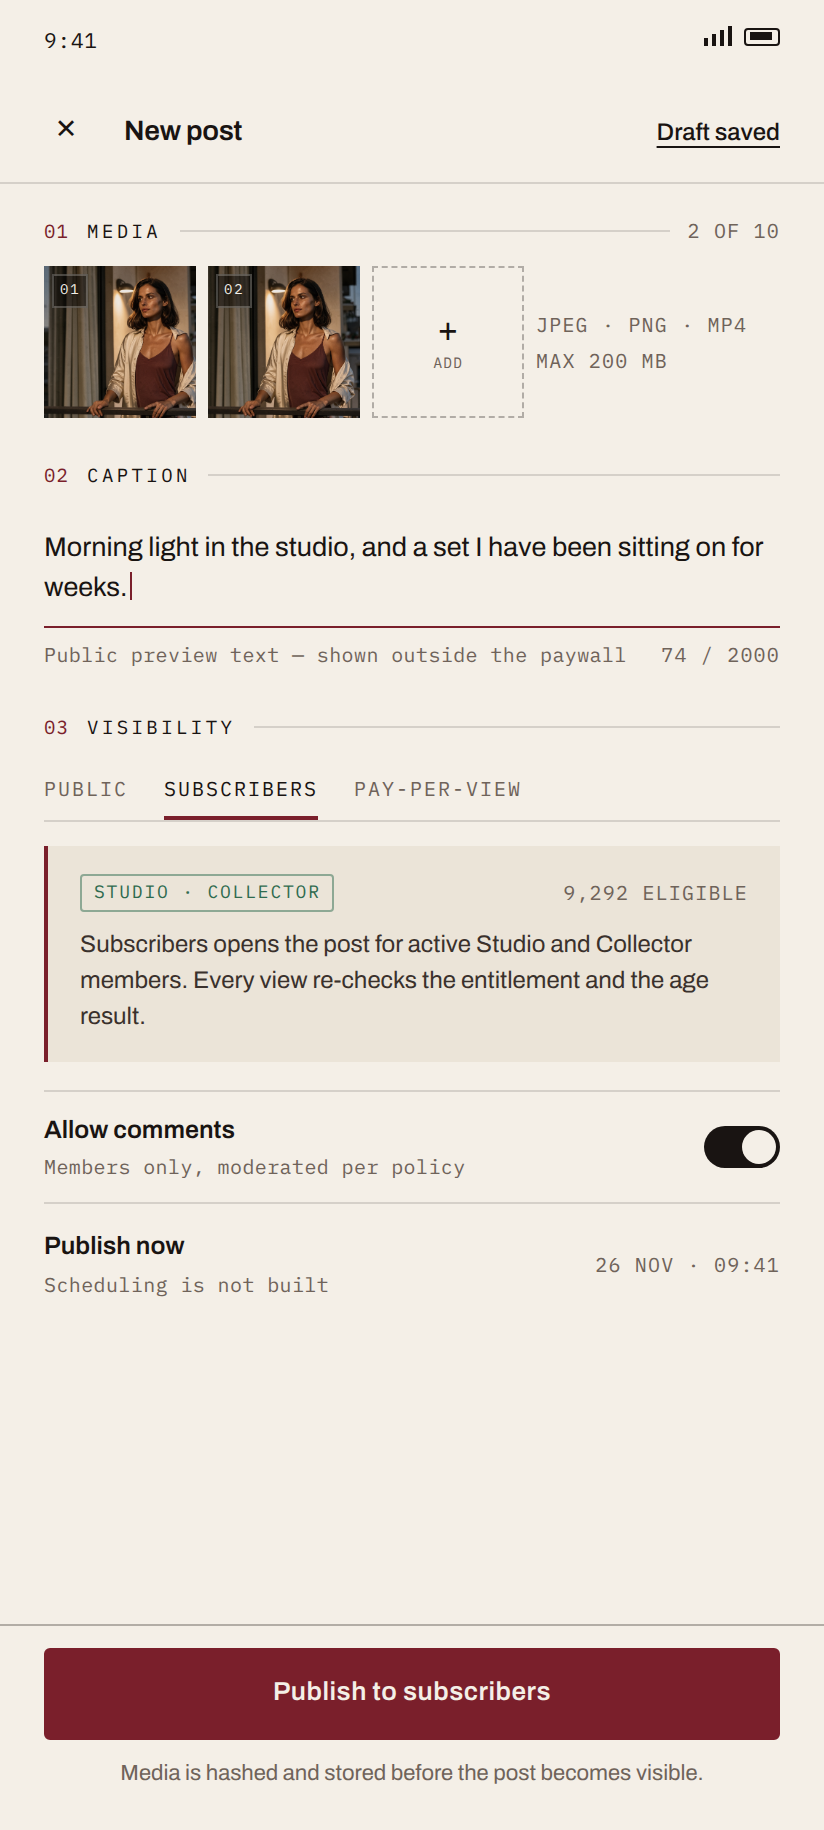 9:41
✕ New post Draft saved
01 MEDIA 2 OF 10
01 02
+
ADD
JPEG · PNG · MP4
MAX 200 MB
02 CAPTION
Morning light in the studio, and a set I have been sitting on for
weeks.
Public preview text — shown outside the paywall 74 / 2000
03 VISIBILITY
PUBLIC SUBSCRIBERS PAY-PER-VIEW
STUDIO · COLLECTOR 9,292 ELIGIBLE
Subscribers opens the post for active Studio and Collector
members. Every view re-checks the entitlement and the age
result.
Allow comments
Members only, moderated per policy
Publish now
Scheduling is not built
26 NOV · 09:41
Publish to subscribers
Media is hashed and stored before the post becomes visible.